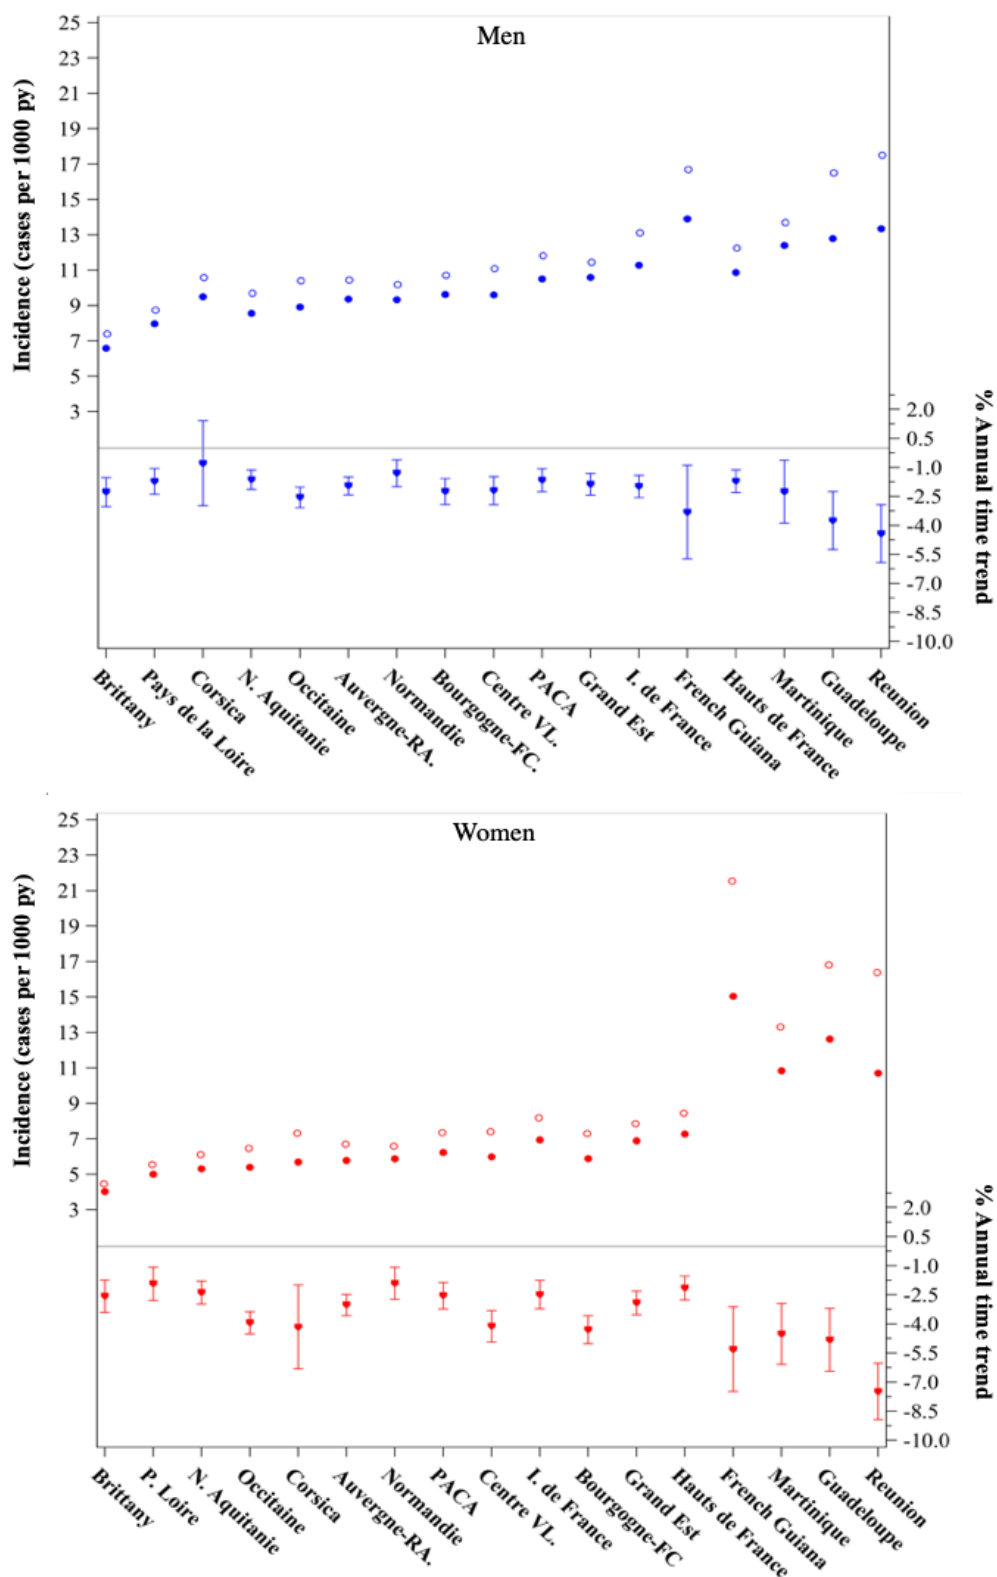 Men
Incidence (cases per 1000 py)
25
23
21
19
17
15
13
11
9
7
5
3
2.0
0.5
-1.0
-2.5
-4.0
-5.5
-7.0
-8.5
-10.0
% Annual time trend
Brittany
Pays de la Loire
Corsica
N. Aquitanie
Occitaine
Auvergne-RA.
Normandie
Bourgogne-FC.
Centre VL.
PACA
Grand Est
I. de France
French Guiana
Hauts de France
Martinique
Guadeloupe
Reunion
Women
Incidence (cases per 1000 py)
25
23
21
19
17
15
13
11
9
7
5
3
2.0
0.5
-1.0
-2.5
-4.0
-5.5
-7.0
-8.5
-10.0
% Annual time trend
Brittany
P. Loire
N. Aquitanie
Occitaine
Corsica
Auvergne-RA.
Normandie
PACA
Centre VL.
I. de France
Bourgogne-FC
Grand Est
Hauts de France
French Guiana
Martinique
Guadeloupe
Reunion